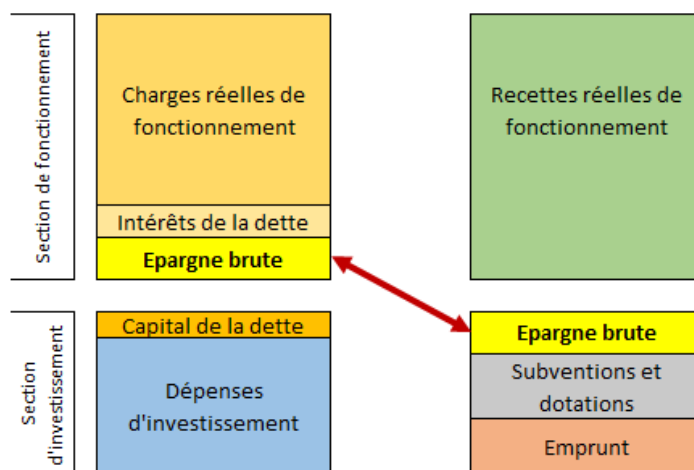 Section de fonctionnement
Charges réelles de
fonctionnement
Recettes réelles de
fonctionnement
Intérêts de la dette
Epargne brute
Section
d'investissement
Capital de la dette
Epargne brute
Dépenses
d'investissement
Subventions et
dotations
Emprunt